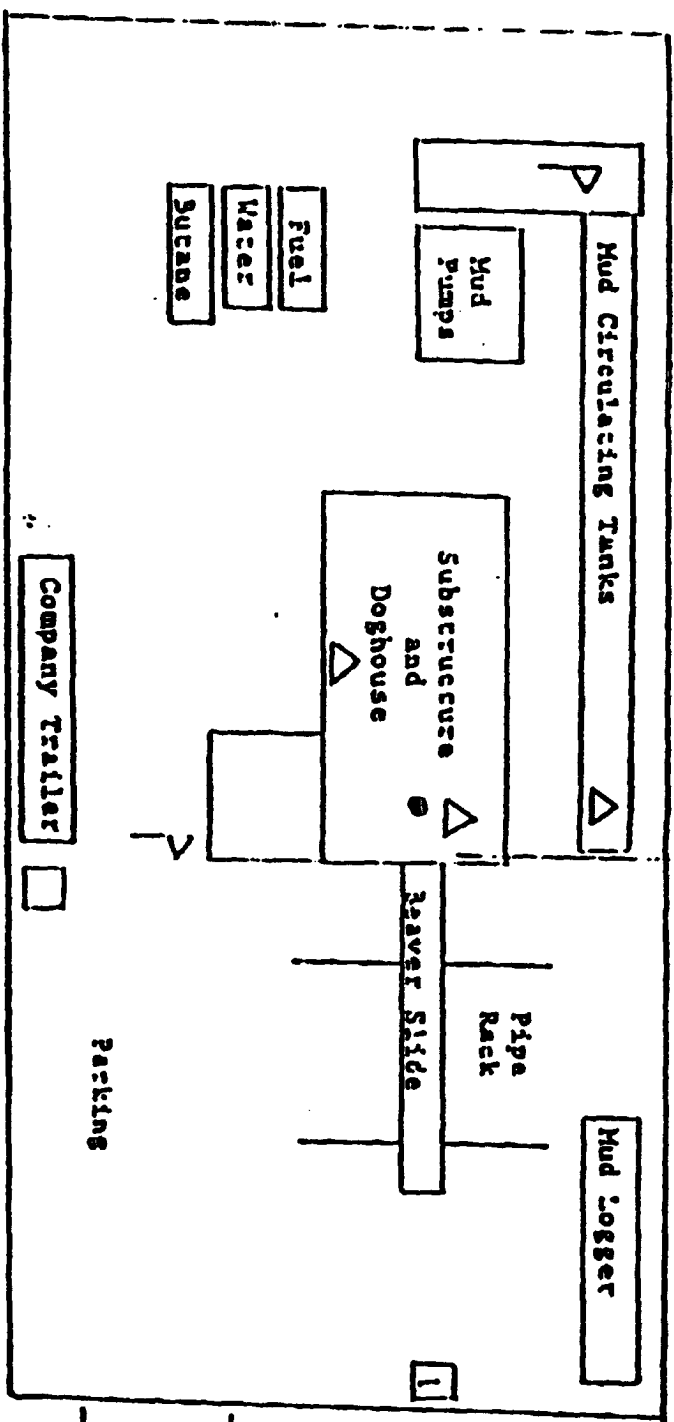 Mud Circulating Tanks
Mud Logger
Mud
Pumps
Pipe
Rack
Substructure
and
Doghouse
Beaver Slide
1
Fuel
Water
Butane
Parking
Company Trailer